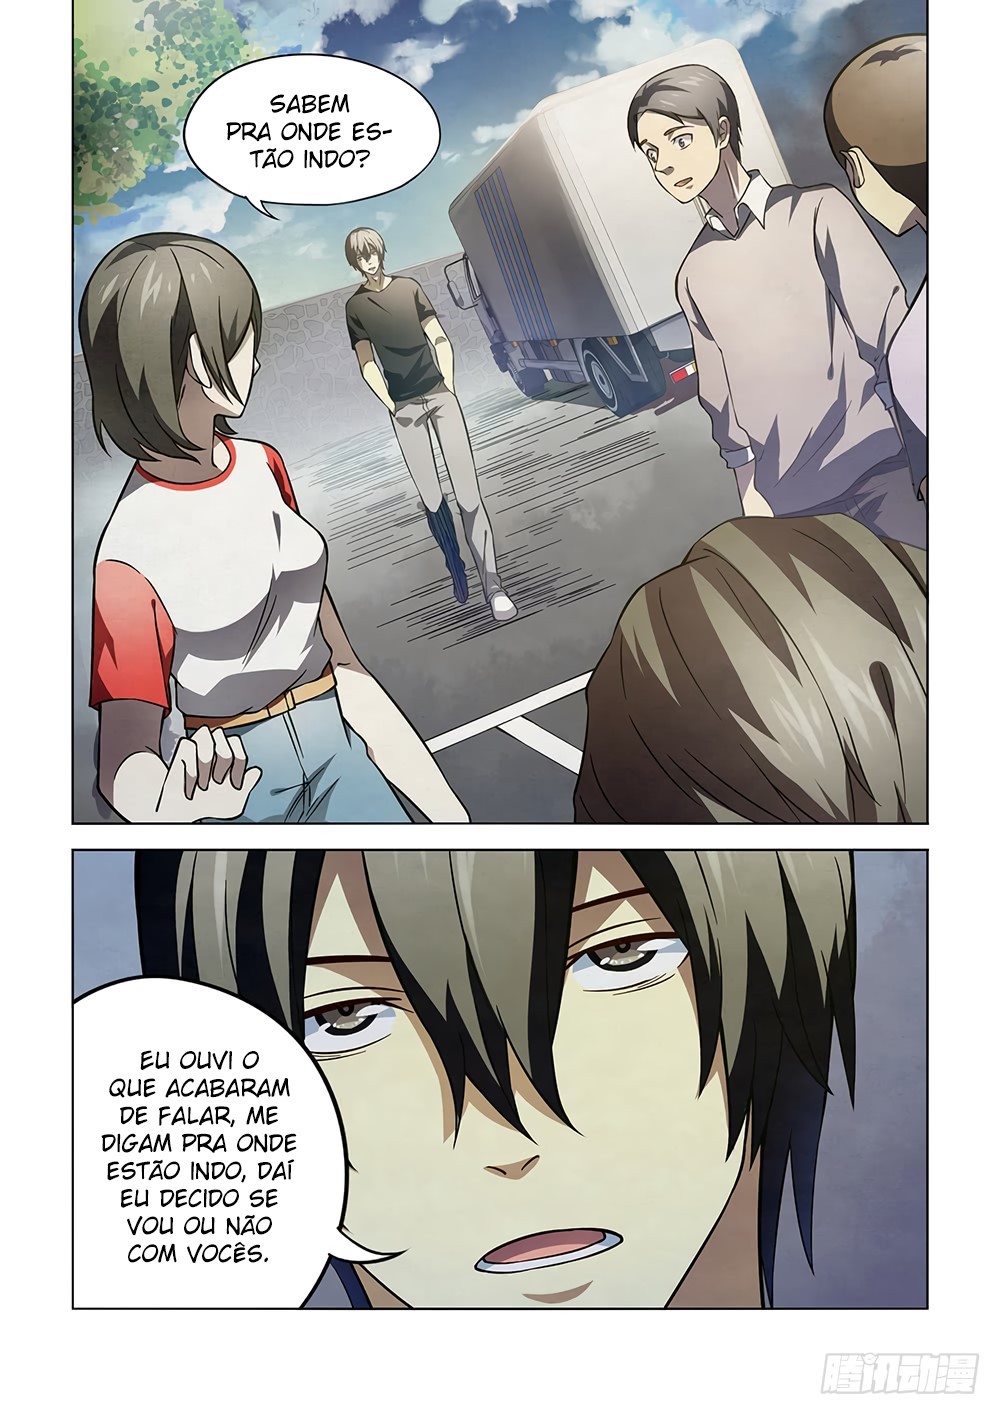 SABEM
PRA ONDE ES-
TÃO INDO?
EU OUVI O
QUE ACABARAM
DE FALAR, ME
DIGAM PRA ONDE
ESTÃO INDO, DAÍ
EU DECIDO SE
VOU OU NÃO
COM VOCÊS.
腾讯动漫